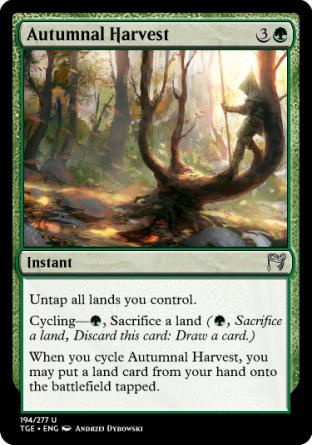 Autumnal Harvest 3
Instant
Untap all lands you control.
Cycling—, Sacrifice a land (, Sacrifice
a land, Discard this card: Draw a card.)
When you cycle Autumnal Harvest, you
may put a land card from your hand onto
the battlefield tapped.
194/277 U
TGE • ENG Andrzej Dybowski